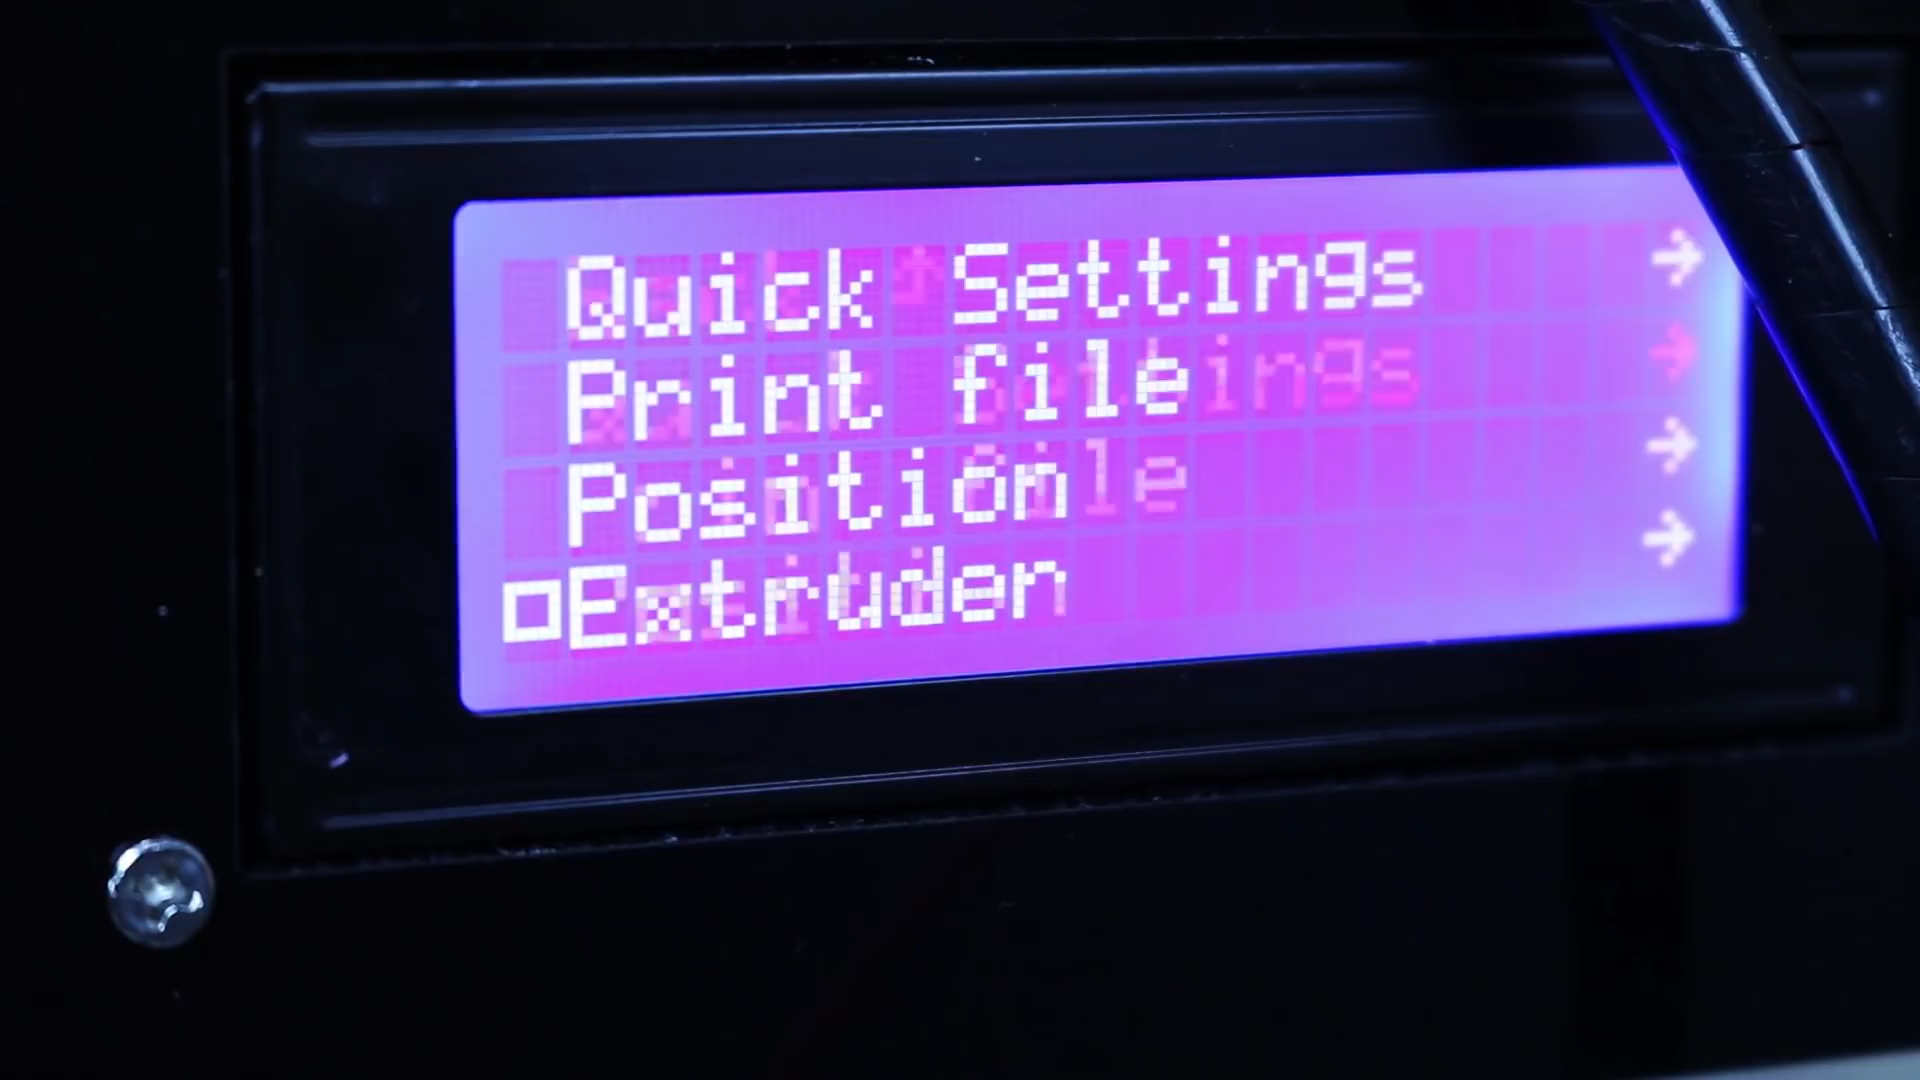 Quick Settings →
Print file
Position →
Extruder →